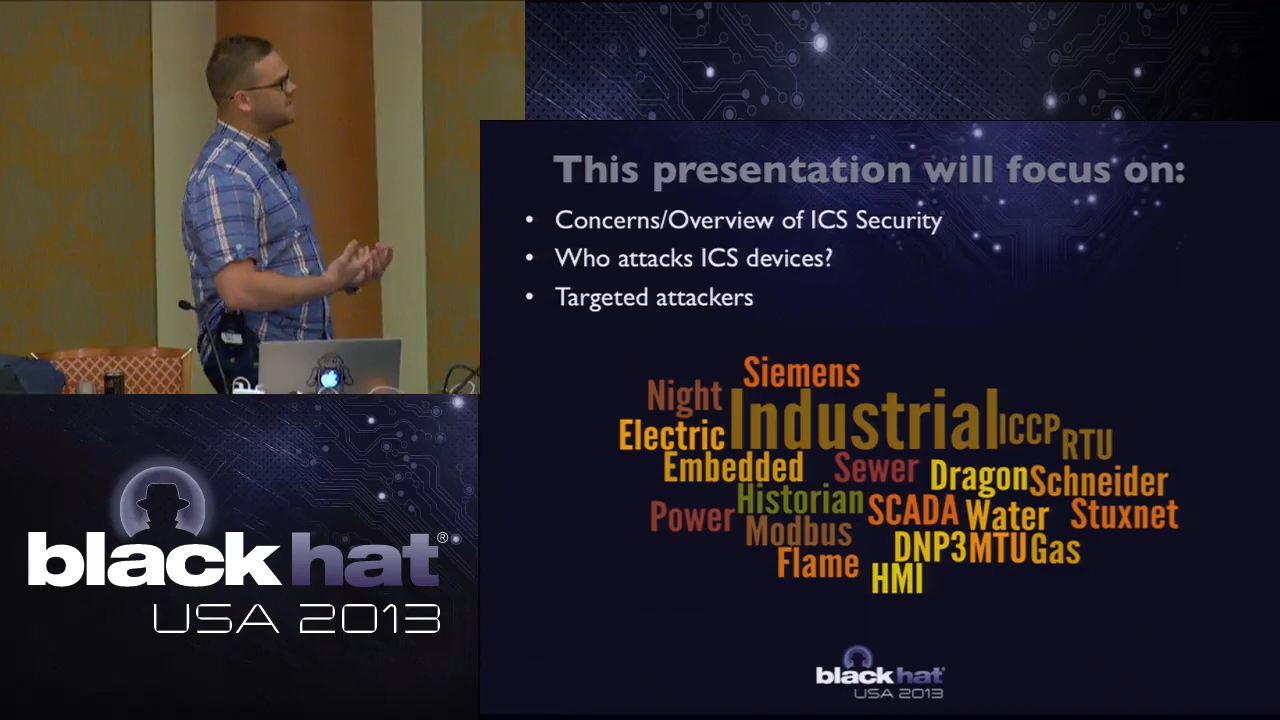 This presentation will focus on:
• Concerns/Overview of ICS Security
• Who attacks ICS devices?
• Targeted attackers
Siemens
Night Industrial ICCP RTU
Electric
Embedded Sewer Dragon Schneider
Historian SCADA Water Stuxnet
Power Modbus
Flame DNP3 MTU Gas
HMI
black hat®
USA 2013
black hat®
USA 2013